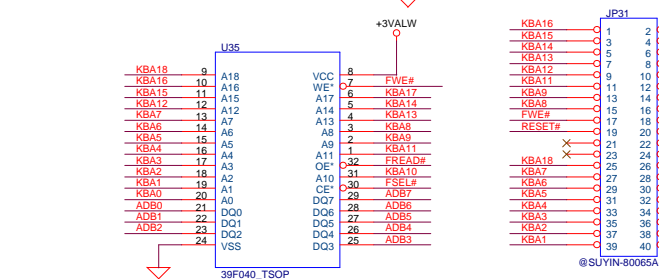 +3VALW
U35
KBA18 9 A18 VCC 8
KBA16 10 A16 WE* 7 FWE#
KBA15 11 A15 A17 6 KBA17
KBA12 12 A12 A14 5 KBA14
KBA7 13 A7 A13 4 KBA13
KBA6 14 A6 A8 3 KBA8
KBA5 15 A5 A9 2 KBA9
KBA4 16 A4 A11 1 KBA11
KBA3 17 A3 OE* 32 FREAD#
KBA2 18 A2 A10 31 KBA10
KBA1 19 A1 CE* 30 FSEL#
KBA0 20 A0 DQ7 29 ADB7
ADB0 21 DQ0 DQ6 28 ADB6
ADB1 22 DQ1 DQ5 27 ADB5
ADB2 23 DQ2 DQ4 26 ADB4
24 VSS DQ3 25 ADB3
39F040_TSOP
JP31
KBA16 1 2
KBA15 3 4
KBA14 5 6
KBA13 7 8
KBA12 9 10
KBA11 11 12
KBA9 13 14
KBA8 15 16
FWE# 17 18
RESET# 19 20
21 22
23 24
KBA18 25 26
KBA7 27 28
KBA6 29 30
KBA5 31 32
KBA4 33 34
KBA3 35 36
KBA2 37 38
KBA1 39 40
@SUYIN-80065A